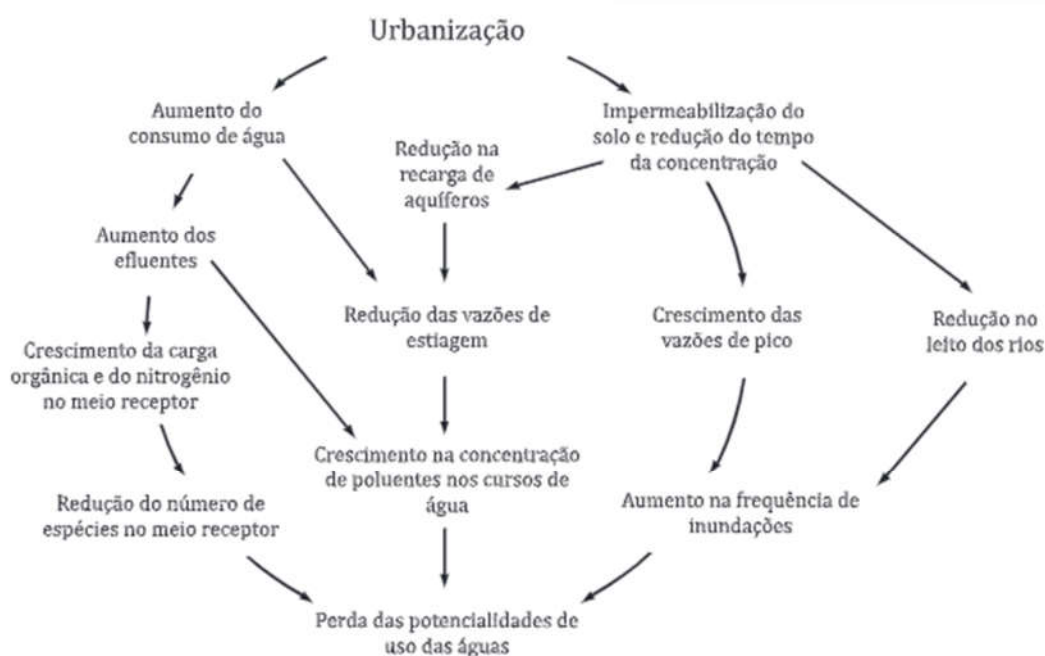 Urbanização
Aumento do
consumo de água
Impermeabilização do
solo e redução do tempo
da concentração
Redução na
recarga de
aquíferos
Aumento dos
efluentes
Redução das vazões de
estiagem
Crescimento das
vazões de pico
Redução no
leito dos rios
Crescimento da carga
orgânica e do nitrogênio
no meio receptor
Crescimento na concentração
de poluentes nos cursos de
água
Redução do número de
espécies no meio receptor
Aumento na frequência de
inundações
Perda das potencialidades de
uso das águas